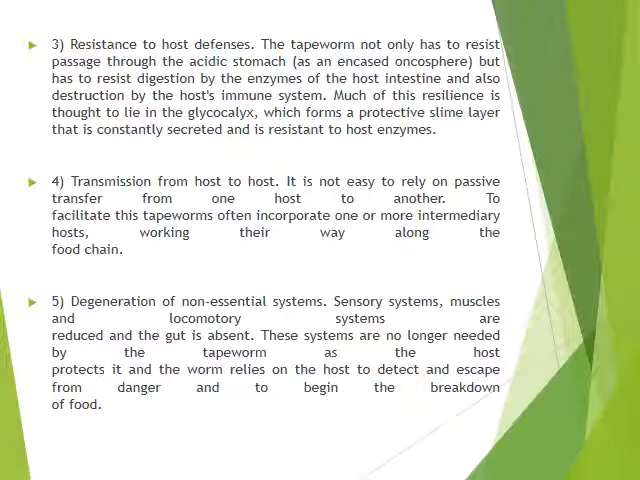 3) Resistance to host defenses. The tapeworm not only has to resist
passage through the acidic stomach (as an encased oncosphere) but
has to resist digestion by the enzymes of the host intestine and also
destruction by the host's immune system. Much of this resilience is
thought to lie in the glycocalyx, which forms a protective slime layer
that is constantly secreted and is resistant to host enzymes.
4) Transmission from host to host. It is not easy to rely on passive
transfer from one host to another. To
facilitate this tapeworms often incorporate one or more intermediary
hosts, working their way along the
food chain.
5) Degeneration of non-essential systems. Sensory systems, muscles
and locomotory systems are
reduced and the gut is absent. These systems are no longer needed
by the tapeworm as the host
protects it and the worm relies on the host to detect and escape
from danger and to begin the breakdown
of food.